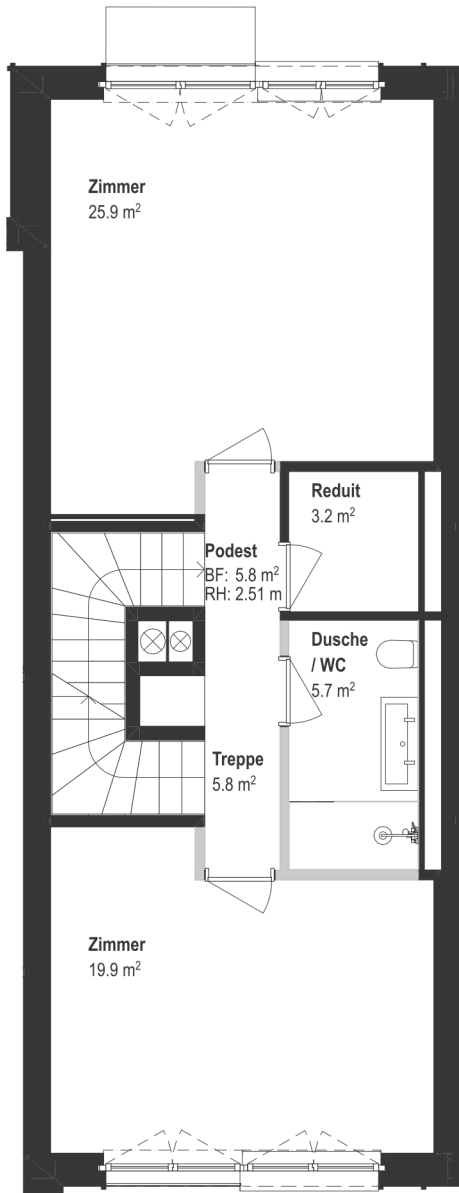 Zimmer
25.9 m²
Reduit
3.2 m²
Podest
BF: 5.8 m²
RH: 2.51 m
Dusche
/ WC
5.7 m²
Treppe
5.8 m²
Zimmer
19.9 m²